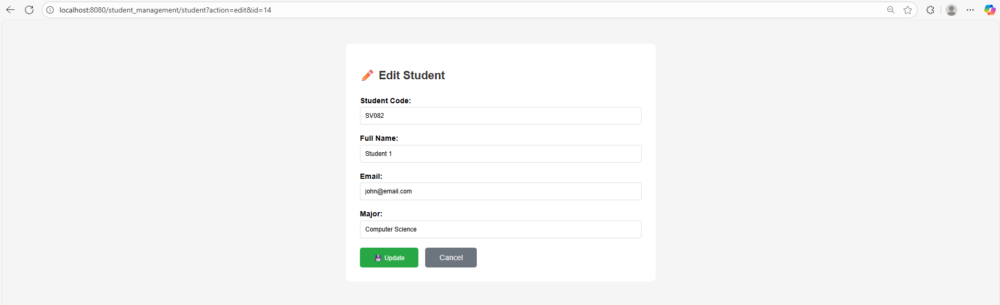 localhost:8080/student_management/student?action=edit&id=14
Edit Student
Student Code:
SV082
Full Name:
Student 1
Email:
john@email.com
Major:
Computer Science
Update
Cancel